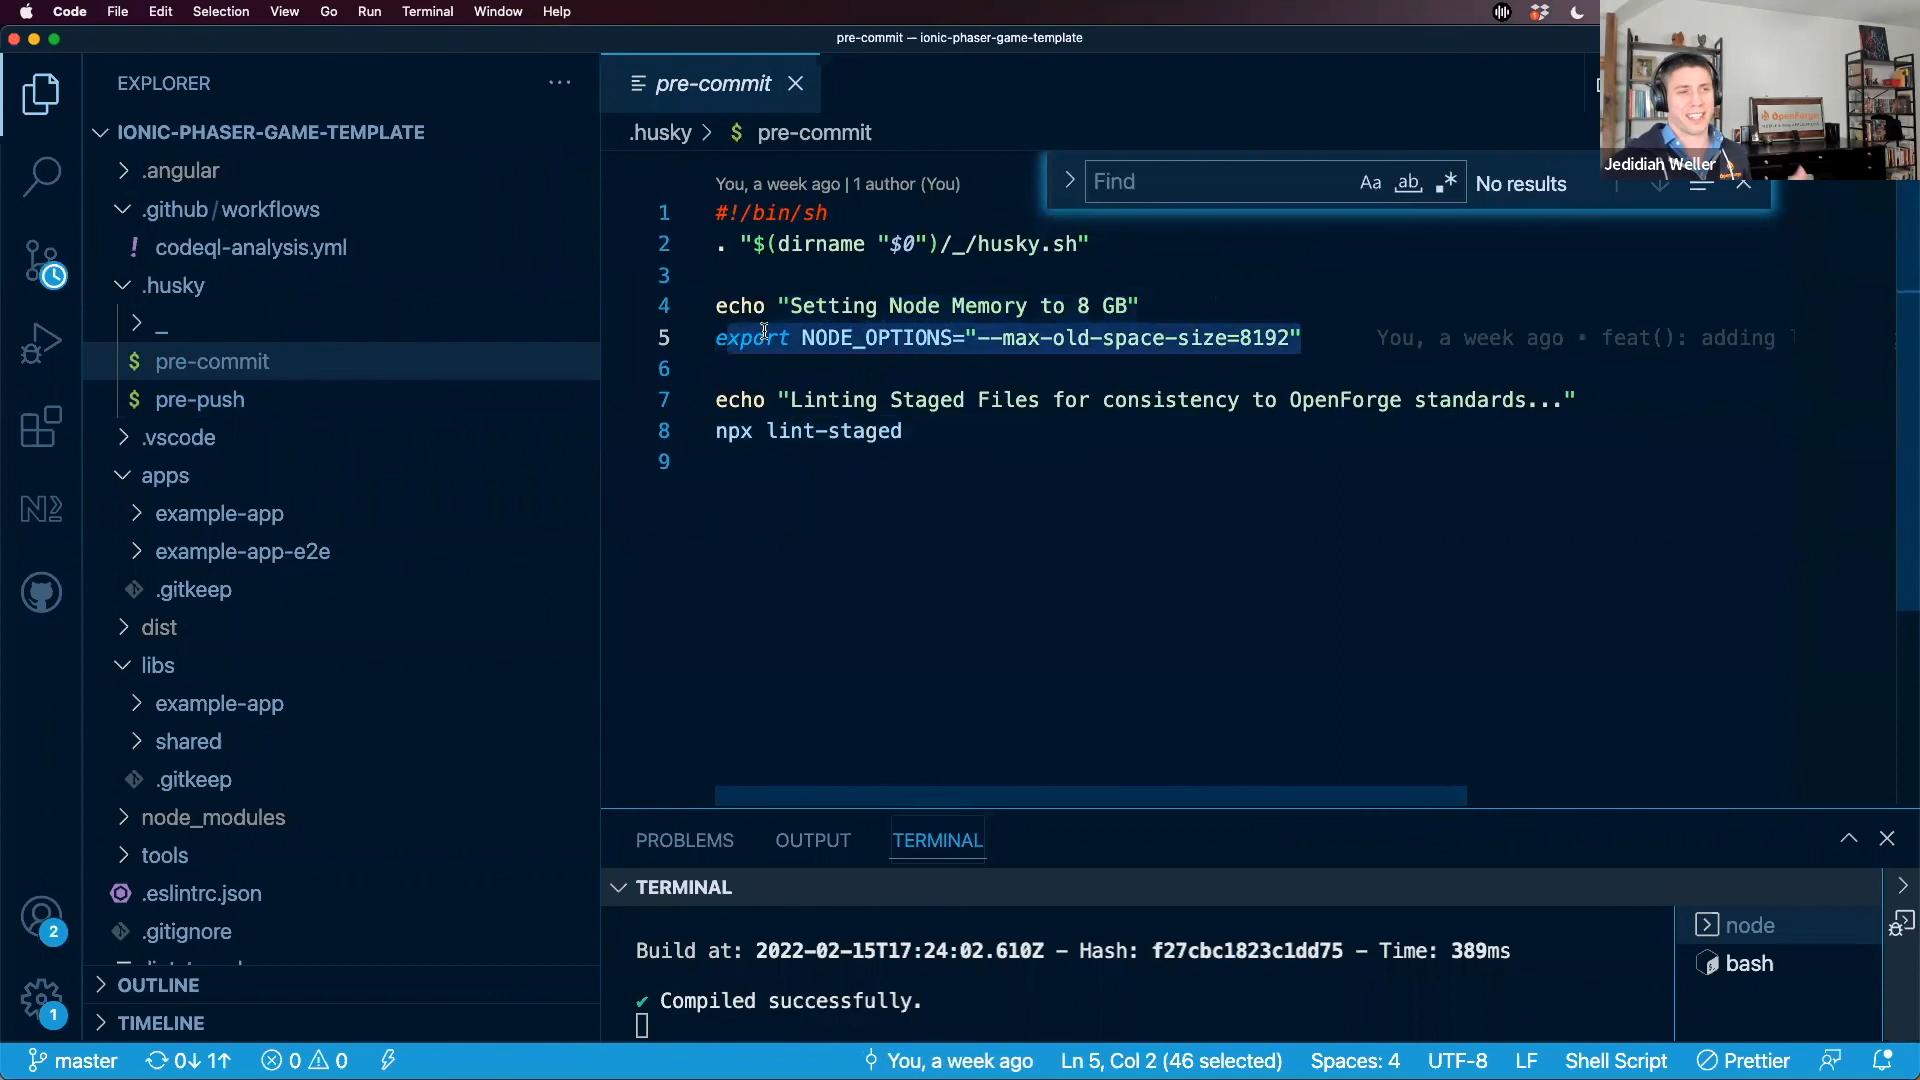 Code File Edit Selection View Go Run Terminal Window Help
pre-commit — ionic-phaser-game-template
EXPLORER
IONIC-PHASER-GAME-TEMPLATE
.angular
.github/workflows
! codeql-analysis.yml
.husky
_
$ pre-commit
$ pre-push
.vscode
apps
example-app
example-app-e2e
.gitkeep
dist
libs
example-app
shared
.gitkeep
node_modules
tools
.eslintrc.json
.gitignore
OUTLINE
TIMELINE
2
1
pre-commit
.husky > $ pre-commit
Find Aa ab .* No results
You, a week ago | 1 author (You)
1 #!/bin/sh
2 . "$(dirname "$0")/_/husky.sh"
3
4 echo "Setting Node Memory to 8 GB"
5 export NODE_OPTIONS="--max-old-space-size=8192" You, a week ago • feat(): adding
6
7 echo "Linting Staged Files for consistency to OpenForge standards..."
8 npx lint-staged
9
PROBLEMS OUTPUT TERMINAL
TERMINAL
Build at: 2022-02-15T17:24:02.610Z - Hash: f27cbc1823c1dd75 - Time: 389ms
✔ Compiled successfully.
node
bash
OpenForge
Jedidiah Weller
master 0↓ 1↑ 0 0 You, a week ago Ln 5, Col 2 (46 selected) Spaces: 4 UTF-8 LF Shell Script Prettier